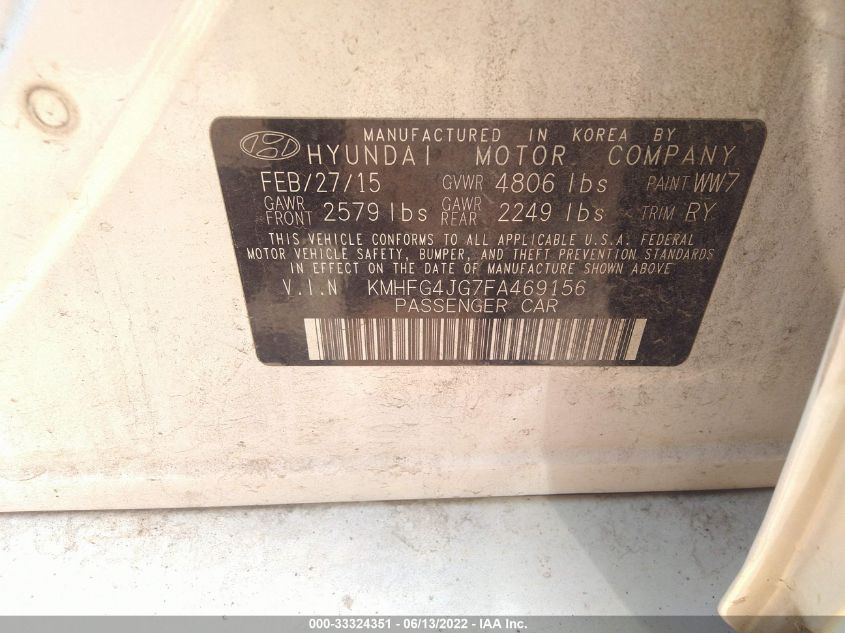 MANUFACTURED IN KOREA BY
HYUNDAI MOTOR COMPANY
FEB/27/15 GVWR 4806 lbs PAINT WW7
GAWR FRONT 2579 lbs GAWR REAR 2249 lbs TRIM RY
THIS VEHICLE CONFORMS TO ALL APPLICABLE U.S.A. FEDERAL
MOTOR VEHICLE SAFETY, BUMPER, AND THEFT PREVENTION STANDARDS
IN EFFECT ON THE DATE OF MANUFACTURE SHOWN ABOVE
V.I.N KMHFG4JG7FA469156
PASSENGER CAR
000-33324351 - 06/13/2022 - IAA Inc.